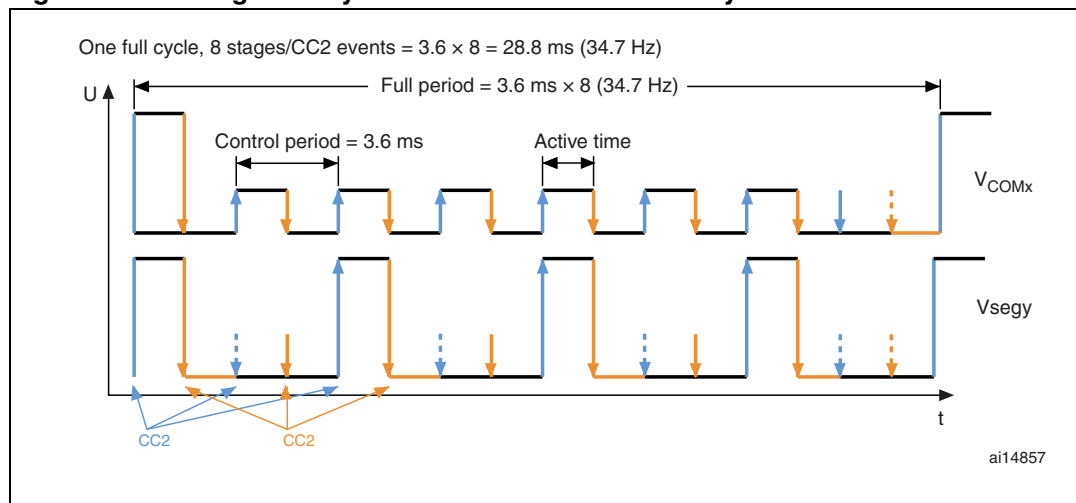 One full cycle, 8 stages/CC2 events = 3.6 × 8 = 28.8 ms (34.7 Hz)
Full period = 3.6 ms × 8 (34.7 Hz)
U
Control period = 3.6 ms
Active time
VCOMx
Vsegy
t
CC2
CC2
ai14857